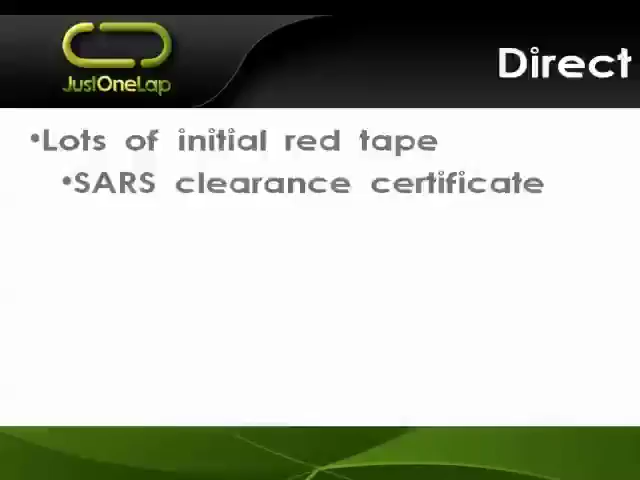 JustOneLap
Direct
•Lots of initial red tape
•SARS clearance certificate